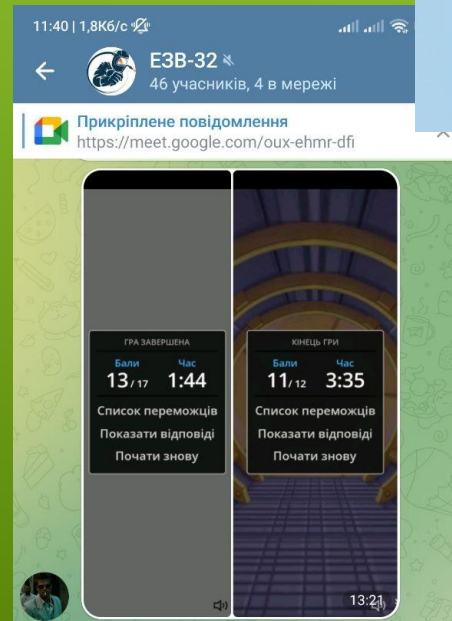 11:40 | 1,8Кб/с
ЕЗВ-32
46 учасників, 4 в мережі
Прикріплене повідомлення
https://meet.google.com/oux-ehmr-dfi
ГРА ЗАВЕРШЕНА
Бали Час
13/ 17 1:44
Список переможців
Показати відповіді
Почати знову
КІНЕЦЬ ГРИ
Бали Час
11/ 12 3:35
Список переможців
Показати відповіді
Почати знову
13:21